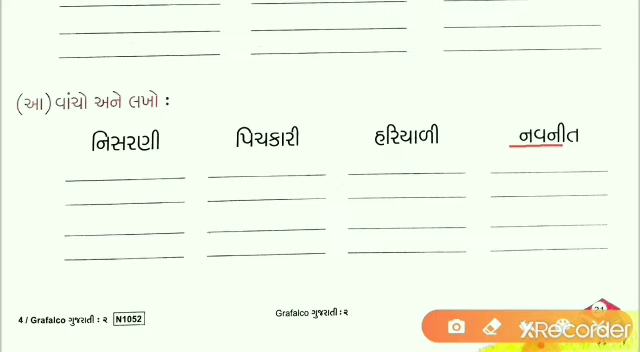 (આ) વાંચો અને લખો :
નિસરણી પિચકારી હરિયાળી નવનીત
4 / Grafalco ગુજરાતી : ૨ N1052
Grafalco ગુજરાતી : ૨
XRecorder